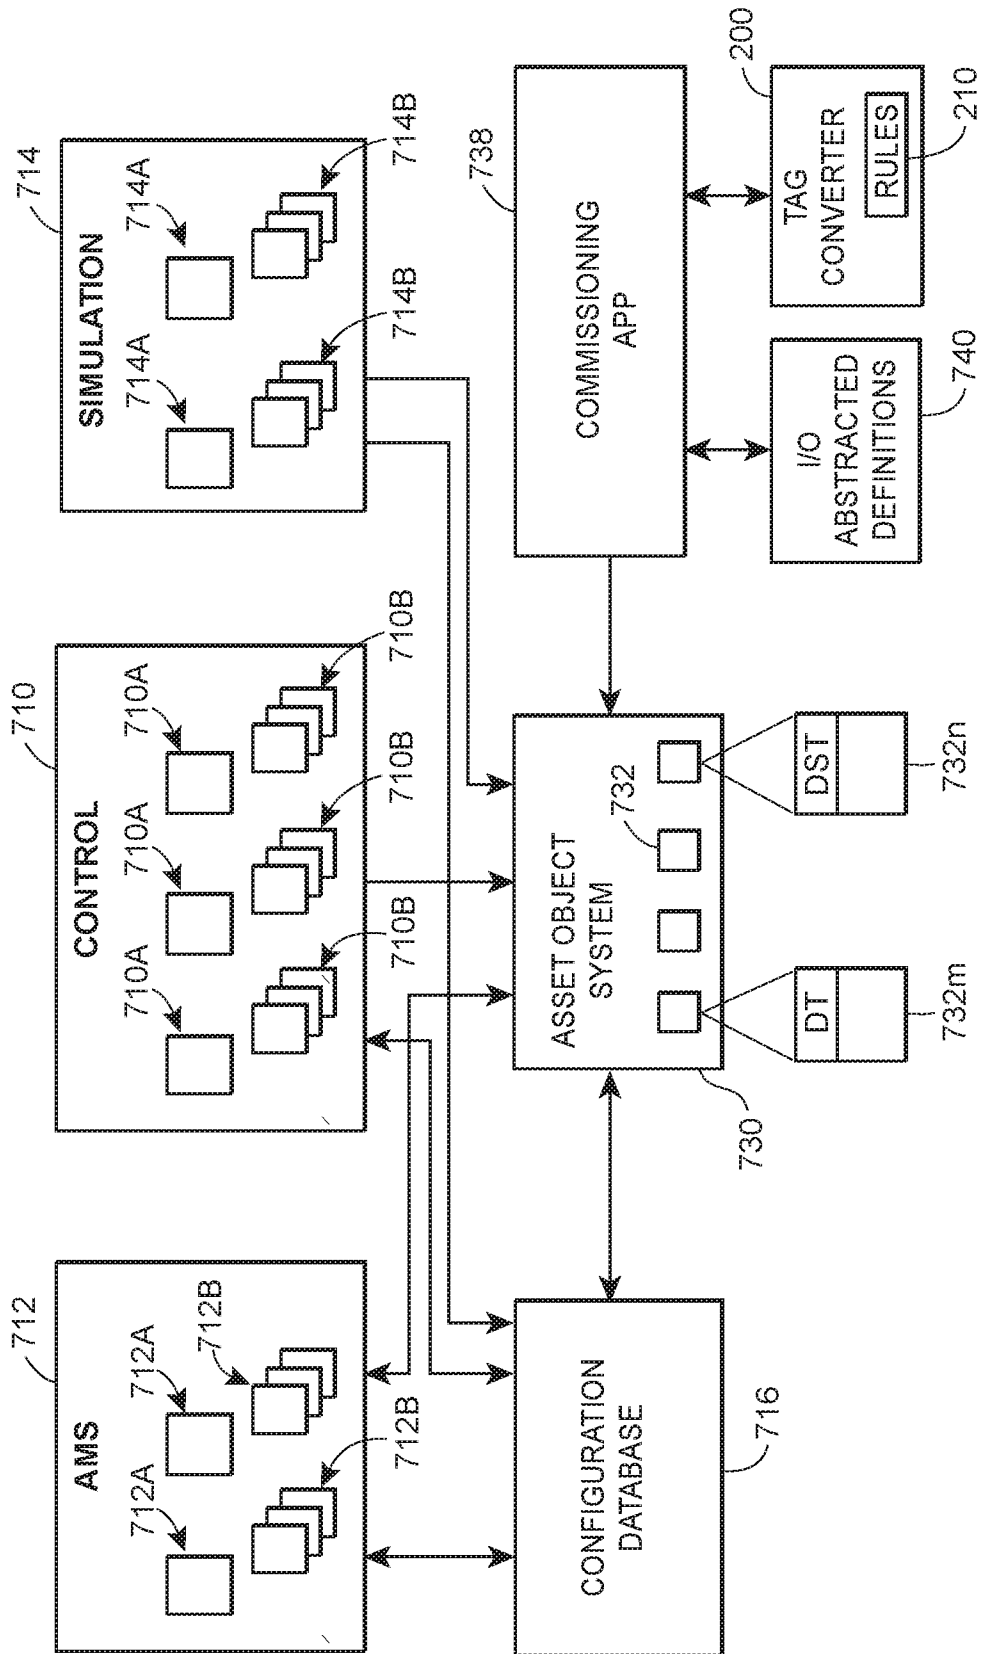 712
AMS
712A
712A
712B
712B
710
CONTROL
710A
710A
710A
710B
710B
710B
714
SIMULATION
714A
714A
714B
714B
CONFIGURATION
DATABASE
716
ASSET OBJECT
SYSTEM
732
730
DT
732m
DST
732n
738
COMMISSIONING
APP
I/O
ABSTRACTED
DEFINITIONS
740
200
TAG
CONVERTER
RULES
210